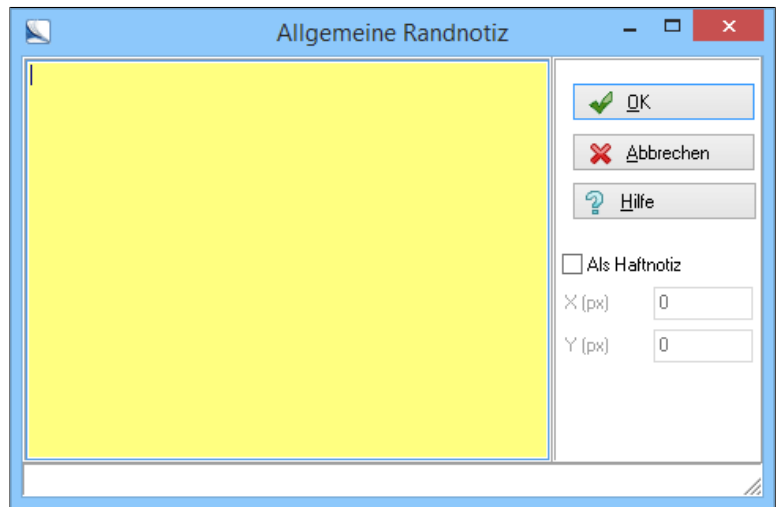 Allgemeine Randnotiz
OK
Abbrechen
Hilfe
Als Haftnotiz
X (px) 0
Y (px) 0